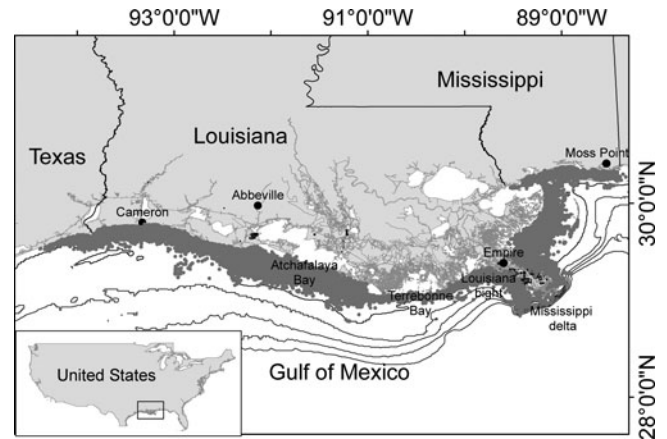 93°0'0"W
91°0'0"W
89°0'0"W
Mississippi
Louisiana
Texas
Moss Point
30°0'0"N
Abbeville
Cameron
Empire
Atchafalaya
Bay
Louisiana
bight
Terrebonne
Bay
Mississippi
delta
United States
Gulf of Mexico
28°0'0"N